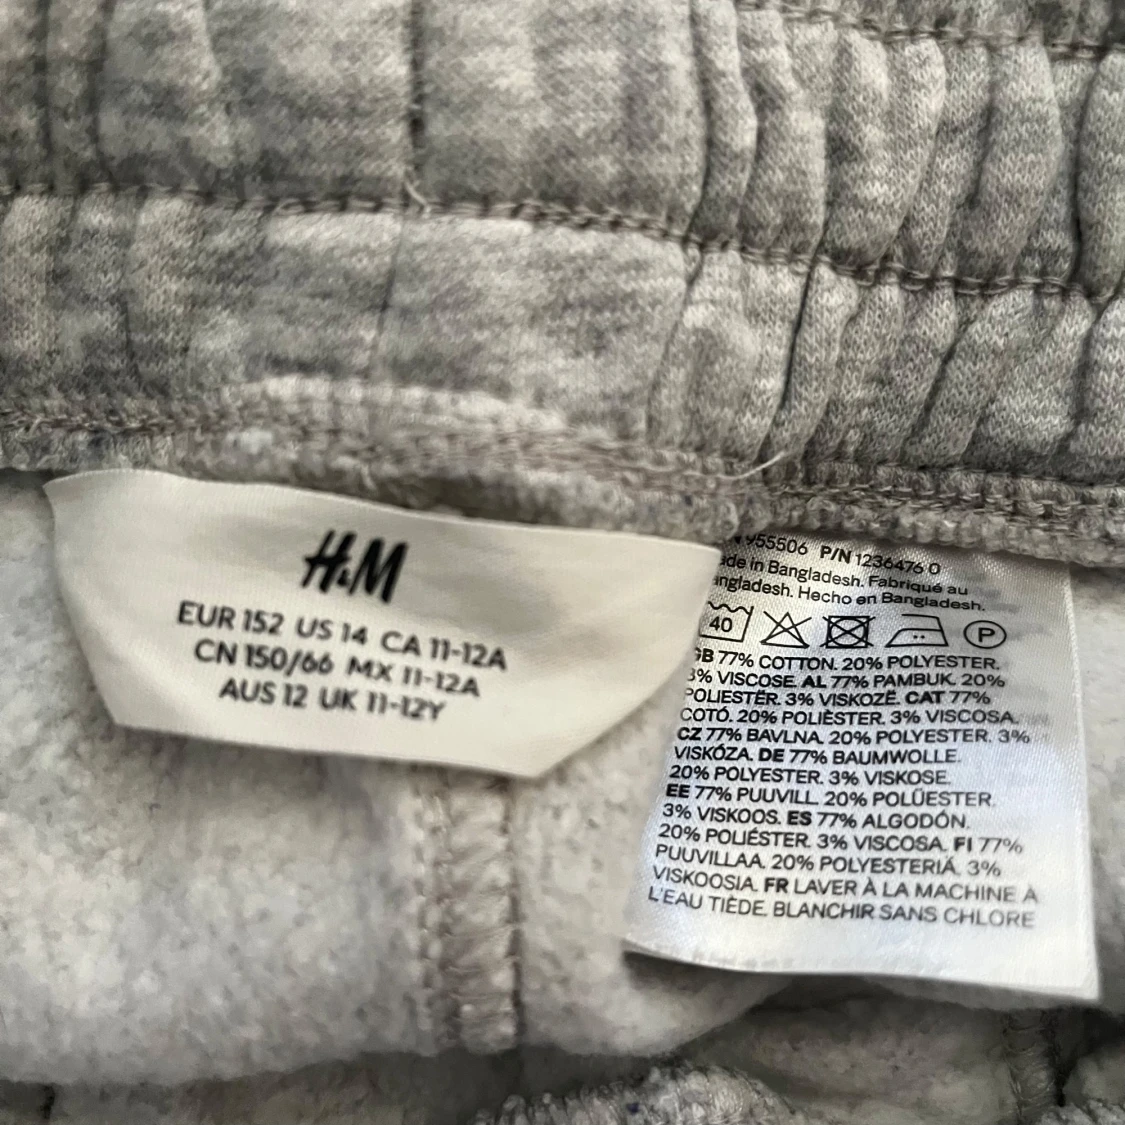 H&M
EUR 152 US 14 CA 11-12A
CN 150/66 MX 11-12A
AUS 12 UK 11-12Y
955506 P/N 1236476 0
in Bangladesh. Fabriqué au
Hecho en Bangladesh.
40 P
77% COTTON. 20% POLYESTER.
3% VISCOSE. AL 77% PAMBUK. 20%
POLIESTËR. 3% VISKOZË. CAT 77%
COTÓ. 20% POLIÈSTER. 3% VISCOSA.
CZ 77% BAVLNA. 20% POLYESTER. 3%
VISKÓZA. DE 77% BAUMWOLLE.
20% POLYESTER. 3% VISKOSE.
EE 77% PUUVILL. 20% POLÜESTER.
3% VISKOOS. ES 77% ALGODÓN.
20% POLIÉSTER. 3% VISCOSA. FI 77%
PUUVILLAA. 20% POLYESTERIÄ. 3%
VISKOOSIA. FR LAVER À LA MACHINE À
L'EAU TIÈDE. BLANCHIR SANS CHLORE